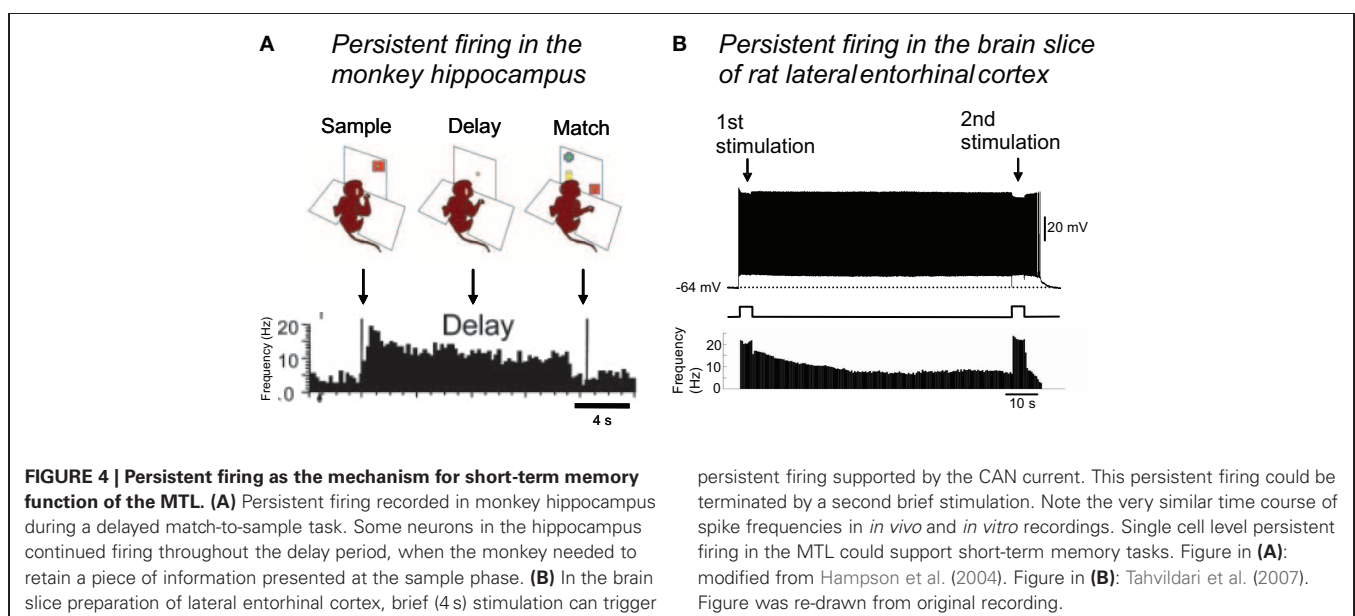 A
Persistent firing in the
monkey hippocampus
Sample Delay Match
Delay
Frequency (Hz)
20
10
.0
4 s
B
Persistent firing in the brain slice
of rat lateral entorhinal cortex
1st
stimulation
2nd
stimulation
20 mV
-64 mV
Frequency
(Hz)
20
10
0
10 s
FIGURE 4 | Persistent firing as the mechanism for short-term memory
function of the MTL. (A) Persistent firing recorded in monkey hippocampus
during a delayed match-to-sample task. Some neurons in the hippocampus
continued firing throughout the delay period, when the monkey needed to
retain a piece of information presented at the sample phase. (B) In the brain
slice preparation of lateral entorhinal cortex, brief (4 s) stimulation can trigger
persistent firing supported by the CAN current. This persistent firing could be
terminated by a second brief stimulation. Note the very similar time course of
spike frequencies in in vivo and in vitro recordings. Single cell level persistent
firing in the MTL could support short-term memory tasks. Figure in (A):
modified from Hampson et al. (2004). Figure in (B): Tahvildari et al. (2007).
Figure was re-drawn from original recording.